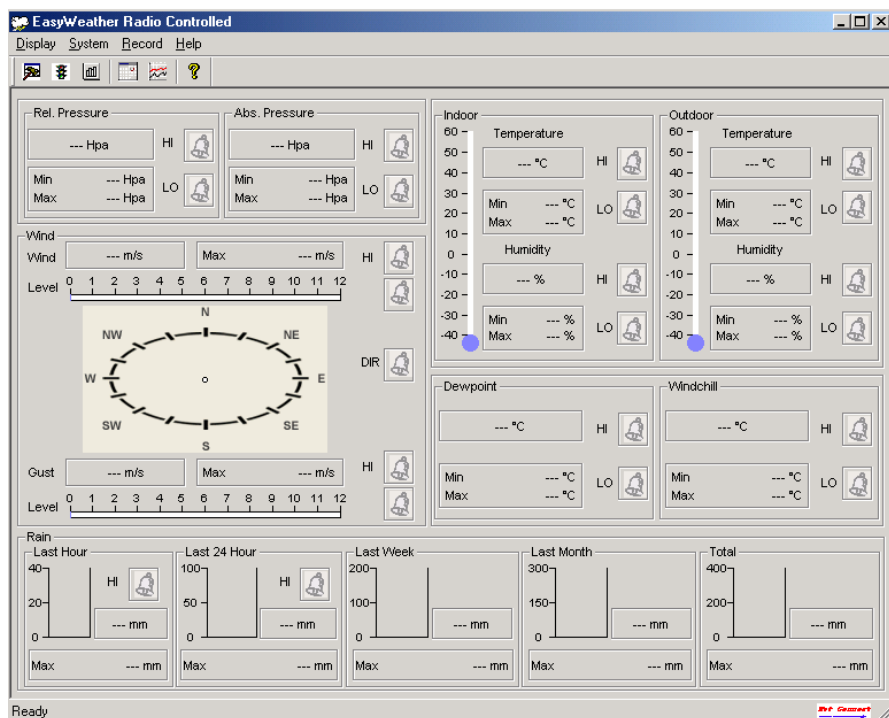 EasyWeather Radio Controlled
Display System Record Help
Rel. Pressure
--- Hpa
HI
Min --- Hpa
Max --- Hpa
LO
Abs. Pressure
--- Hpa
HI
Min --- Hpa
Max --- Hpa
LO
Wind
Wind --- m/s Max --- m/s HI
Level 0 1 2 3 4 5 6 7 8 9 10 11 12
N
NW NE
W E
SW SE
S
DIR
Gust --- m/s Max --- m/s HI
Level 0 1 2 3 4 5 6 7 8 9 10 11 12
Indoor
60
50
40
30
20
10
0
-10
-20
-30
-40
Temperature
--- °C
HI
Min --- °C
Max --- °C
LO
Humidity
--- %
HI
Min --- %
Max --- %
LO
Outdoor
60
50
40
30
20
10
0
-10
-20
-30
-40
Temperature
--- °C
HI
Min --- °C
Max --- °C
LO
Humidity
--- %
HI
Min --- %
Max --- %
LO
Dewpoint
--- °C
HI
Min --- °C
Max --- °C
LO
Windchill
--- °C
HI
Min --- °C
Max --- °C
LO
Rain
Last Hour
40
20
0
HI
--- mm
Max --- mm
Last 24 Hour
100
50
0
HI
--- mm
Max --- mm
Last Week
200
100
0
--- mm
Max --- mm
Last Month
300
150
0
--- mm
Max --- mm
Total
400
200
0
--- mm
Max --- mm
Ready
Not Connect